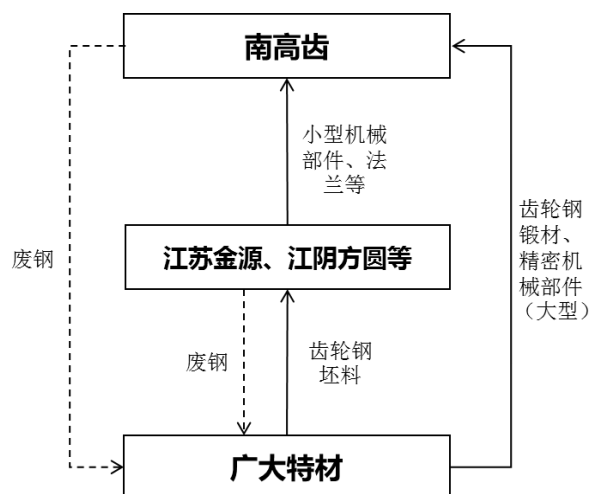 南高齿
小型机械
部件、法
兰等
齿轮钢
锻材、
精密机
械部件
（大型）
废钢
江苏金源、江阴方圆等
废钢
齿轮钢
坯料
广大特材